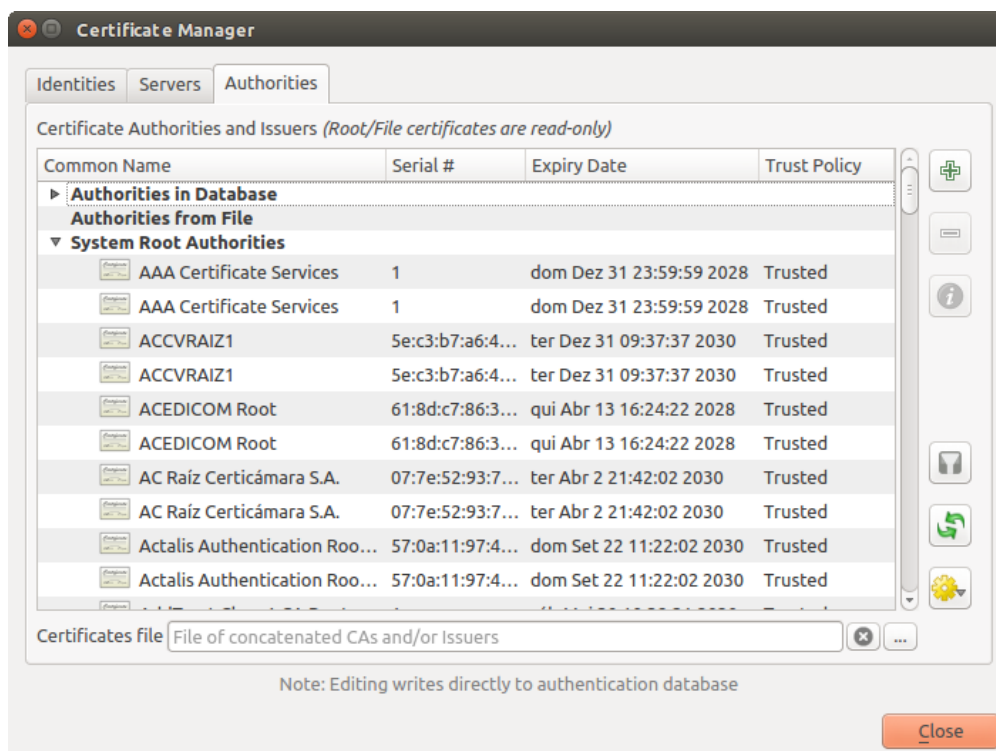 Certificate Manager
Identities Servers Authorities
Certificate Authorities and Issuers (Root/File certificates are read-only)
Common Name Serial # Expiry Date Trust Policy
Authorities in Database
Authorities from File
System Root Authorities
AAA Certificate Services 1 dom Dez 31 23:59:59 2028 Trusted
AAA Certificate Services 1 dom Dez 31 23:59:59 2028 Trusted
ACCVRAIZ1 5e:c3:b7:a6:4... ter Dez 31 09:37:37 2030 Trusted
ACCVRAIZ1 5e:c3:b7:a6:4... ter Dez 31 09:37:37 2030 Trusted
ACEDICOM Root 61:8d:c7:86:3... qui Abr 13 16:24:22 2028 Trusted
ACEDICOM Root 61:8d:c7:86:3... qui Abr 13 16:24:22 2028 Trusted
AC Raíz Certicámara S.A. 07:7e:52:93:7... ter Abr 2 21:42:02 2030 Trusted
AC Raíz Certicámara S.A. 07:7e:52:93:7... ter Abr 2 21:42:02 2030 Trusted
Actalis Authentication Roo... 57:0a:11:97:4... dom Set 22 11:22:02 2030 Trusted
Actalis Authentication Roo... 57:0a:11:97:4... dom Set 22 11:22:02 2030 Trusted
Certificates file File of concatenated CAs and/or Issuers ...
Note: Editing writes directly to authentication database
Close